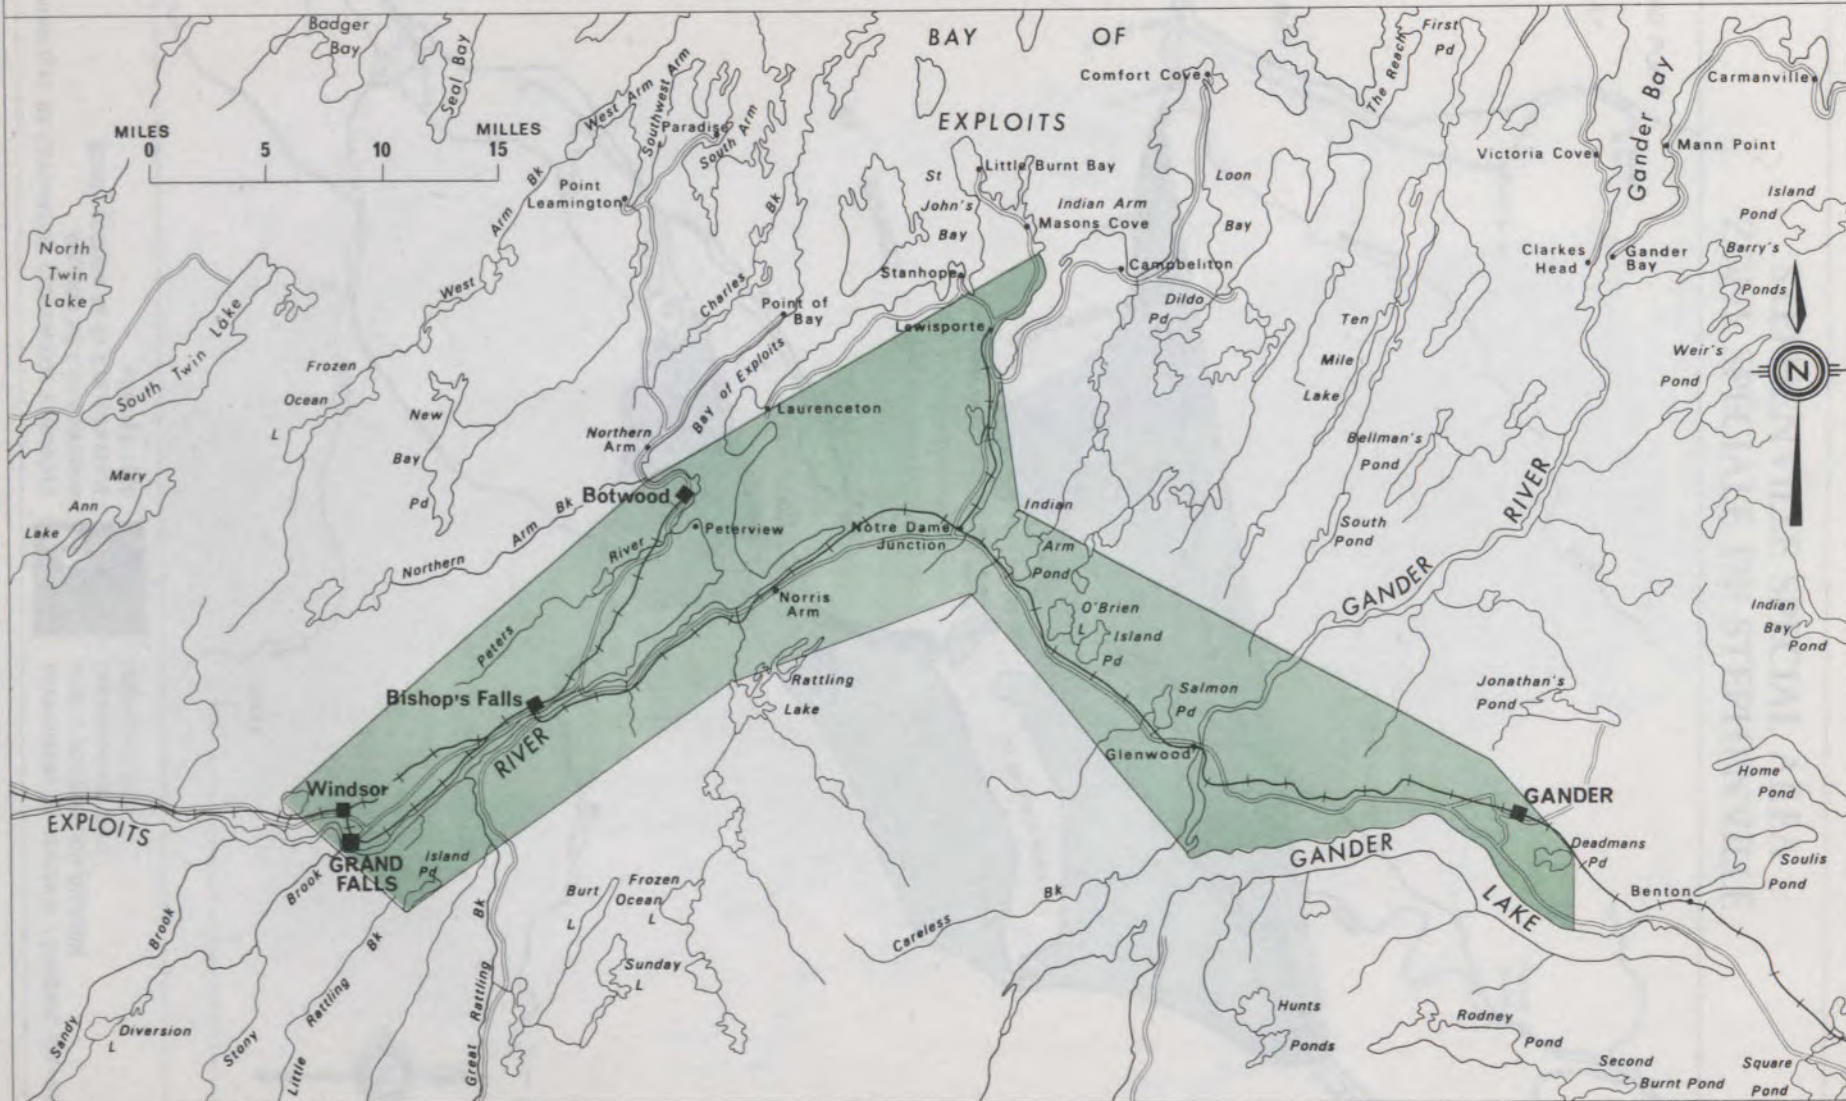 Badger
Bay
Seal Bay
BAY OF
EXPLOITS
Comfort Cove
The Reach
First
Pd
Gander Bay
Carmanville
MILES MILLES
0 5 10 15
West Arm
Southwest Arm
Paradise
South Arm
Point
Leamington
West Arm Bk
Charles Bk
St
John's
Bay
Little Burnt Bay
Indian Arm
Masons Cove
Loon
Bay
Victoria Cove
Mann Point
Island
Pond
North
Twin
Lake
South Twin Lake
Stanhope
Campbellton
Clarkes
Head
Gander
Bay
Barry's
Ponds
Point of
Bay
Bay of Exploits
Lewisporte
Dildo
Pd
Ten
Mile
Lake
Weir's
Pond
N
Frozen
Ocean
L
New
Bay
Pd
Laurenceton
Northern
Arm
Bellman's
Pond
Mary
Ann
Lake
Botwood
Peterview
Northern Arm Bk
Notre Dame
Junction
Indian
Arm
Pond
South
Pond
GANDER RIVER
Peters River
Norris
Arm
O'Brien
L
Island
Pd
Indian
Bay
Pond
Bishop's Falls
Rattling
Lake
Salmon
Pd
Jonathan's
Pond
Glenwood
Home
Pond
Windsor
EXPLOITS RIVER
GRAND
FALLS
Island
Pd
GANDER
GANDER LAKE
Deadmans
Pd
Soulis
Pond
Benton
Sandy Brook
Stony Brook
Little Rattling Bk
Great Rattling Bk
Burt
L
Frozen
Ocean
L
Careless Bk
Sunday
L
Diversion
L
Hunts
Ponds
Rodney
Pond
Second
Burnt Pond
Square
Pond